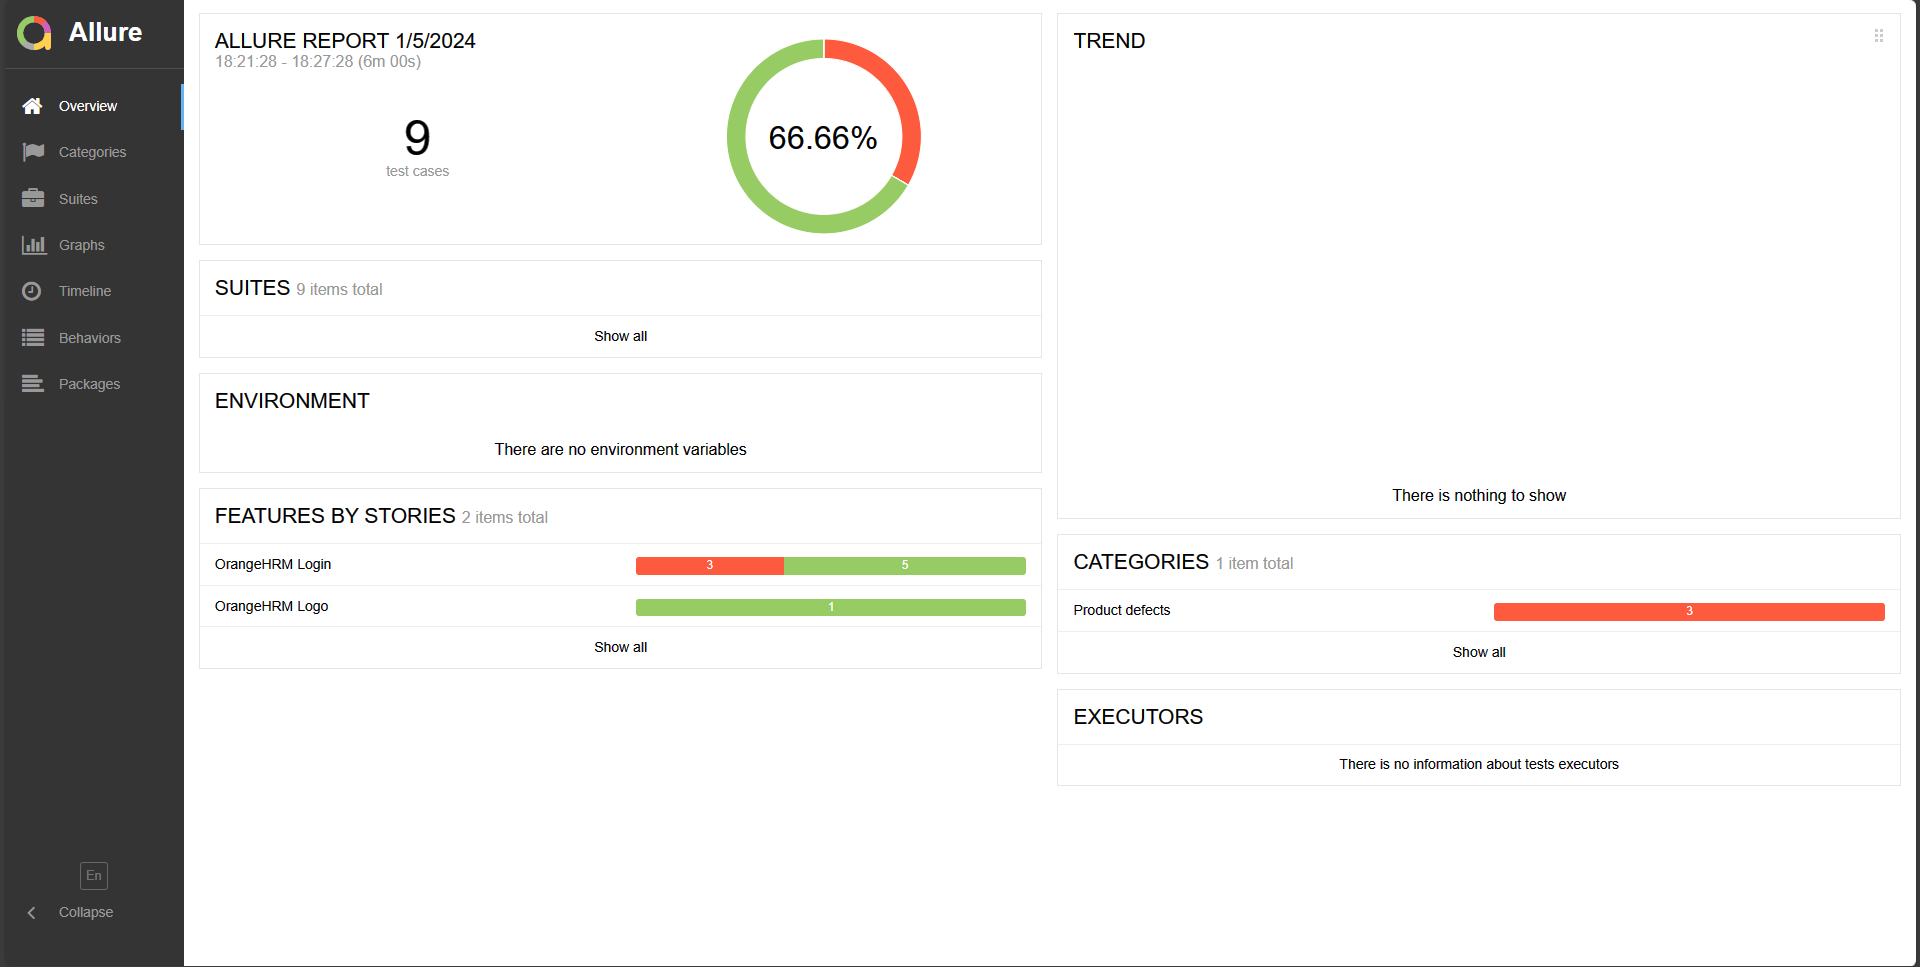 Allure
Overview
Categories
Suites
Graphs
Timeline
Behaviors
Packages
En
Collapse
ALLURE REPORT 1/5/2024
18:21:28 - 18:27:28 (6m 00s)
9
test cases
66.66%
SUITES 9 items total
Show all
ENVIRONMENT
There are no environment variables
FEATURES BY STORIES 2 items total
OrangeHRM Login 3 5
OrangeHRM Logo 1
Show all
TREND
There is nothing to show
CATEGORIES 1 item total
Product defects 3
Show all
EXECUTORS
There is no information about tests executors